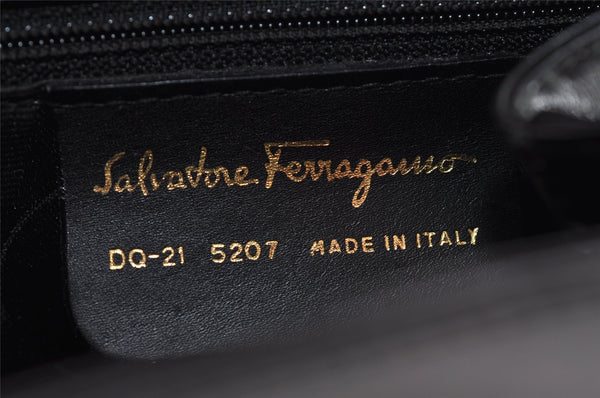 Salvatore Ferragamo
DQ-21 5207 MADE IN ITALY